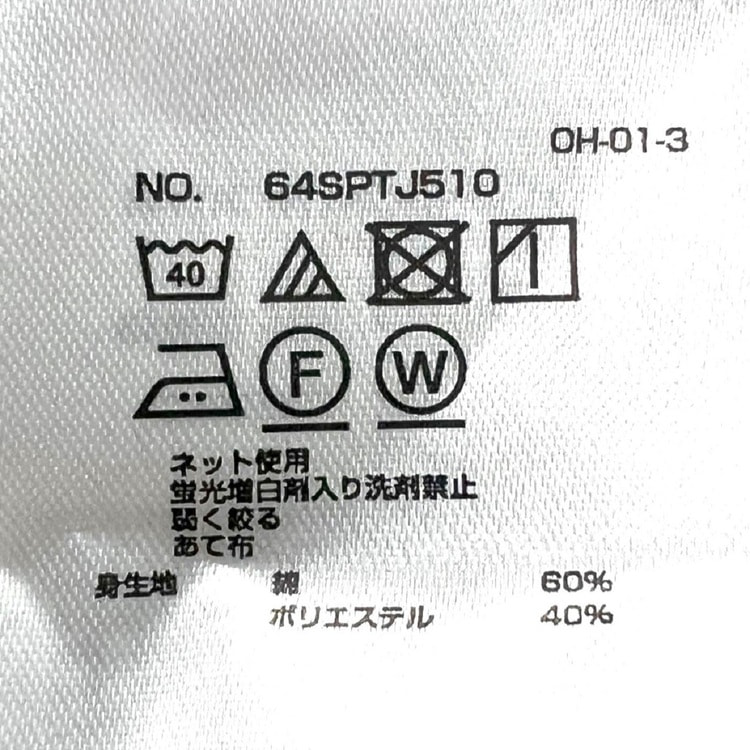 OH-01-3
NO. 64SPTJ510
40
F W
ネット使用
蛍光増白剤入り洗剤禁止
弱く絞る
あて布
身生地 綿 60%
ポリエステル 40%